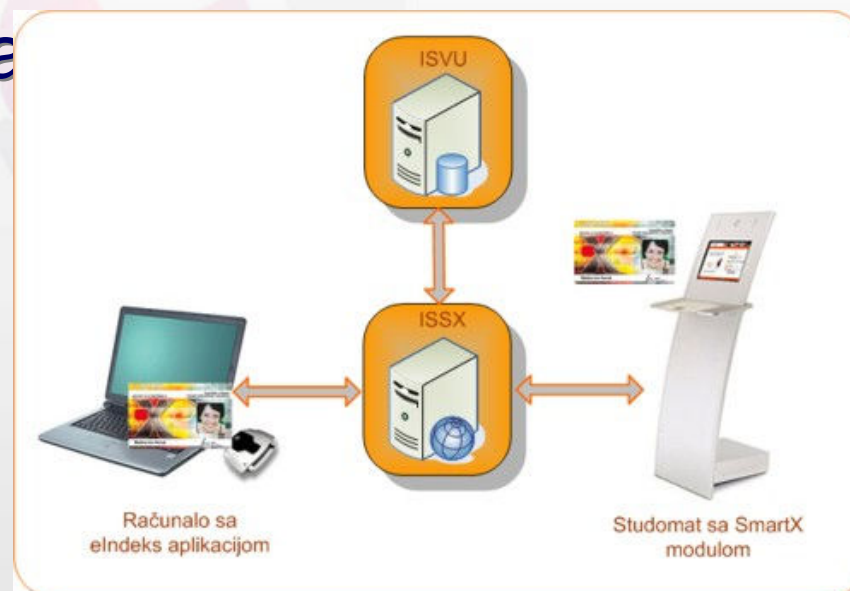 ISVU
ISSX
Računalo sa
eIndeks aplikacijom
Studomat sa SmartX
modulom